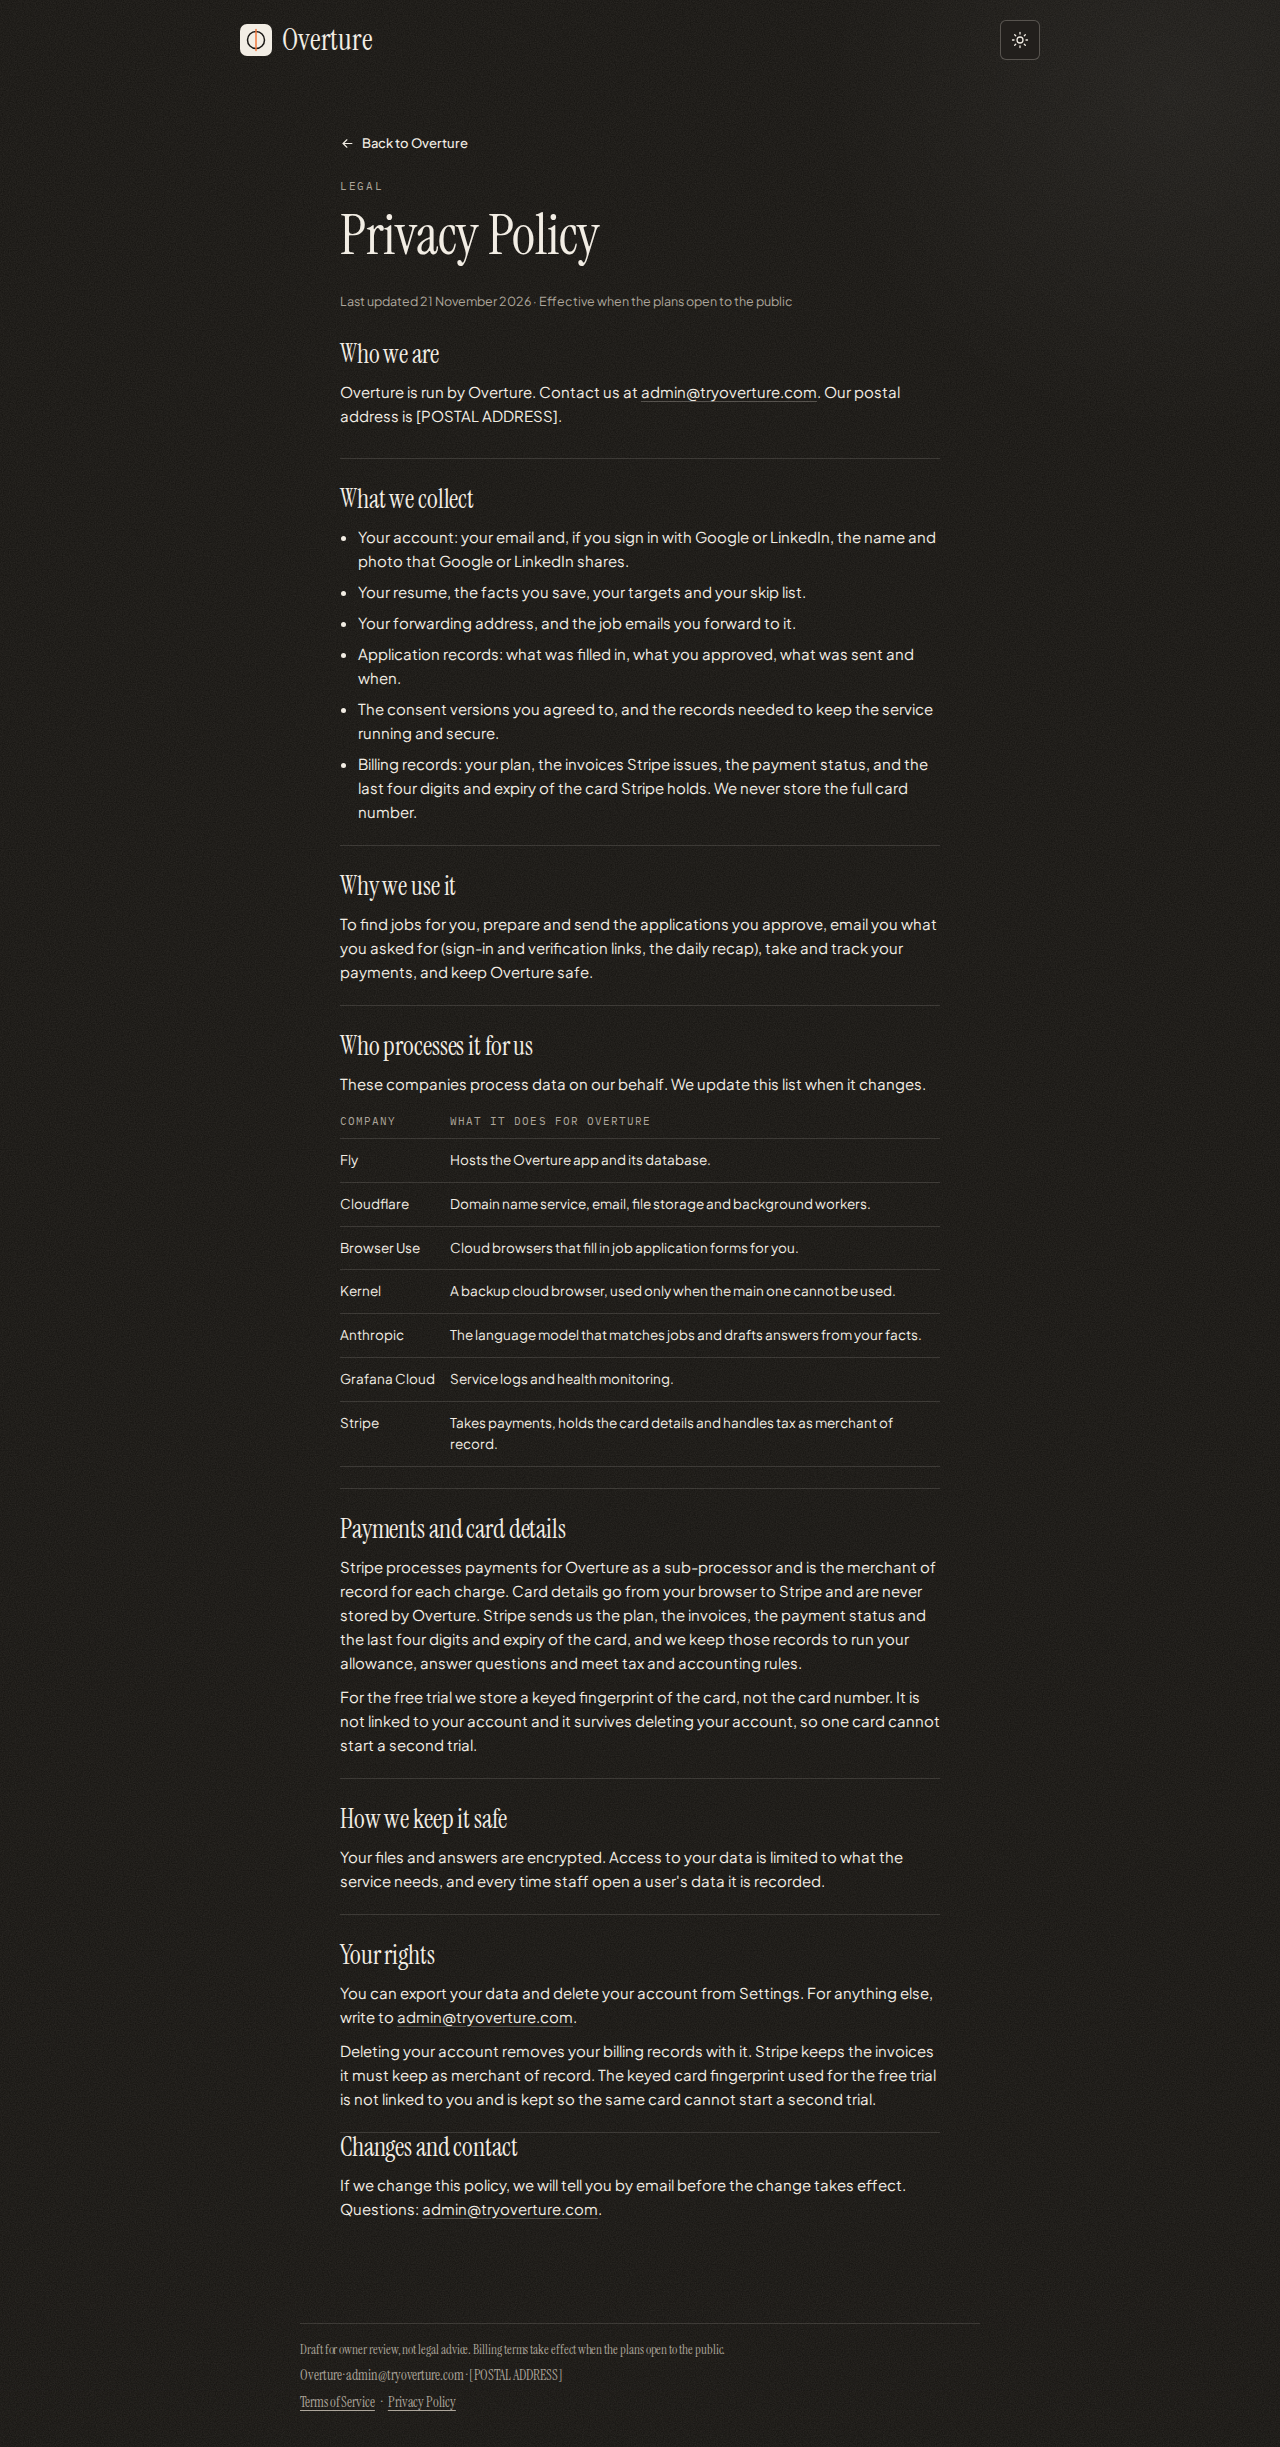 Overture
← Back to Overture
LEGAL
Privacy Policy
Last updated 21 November 2026 · Effective when the plans open to the public
Who we are
Overture is run by Overture. Contact us at admin@tryoverture.com. Our postal
address is [POSTAL ADDRESS].
What we collect
• Your account: your email and, if you sign in with Google or LinkedIn, the name and
photo that Google or LinkedIn shares.
• Your resume, the facts you save, your targets and your skip list.
• Your forwarding address, and the job emails you forward to it.
• Application records: what was filled in, what you approved, what was sent and
when.
• The consent versions you agreed to, and the records needed to keep the service
running and secure.
• Billing records: your plan, the invoices Stripe issues, the payment status, and the
last four digits and expiry of the card Stripe holds. We never store the full card
number.
Why we use it
To find jobs for you, prepare and send the applications you approve, email you what
you asked for (sign-in and verification links, the daily recap), take and track your
payments, and keep Overture safe.
Who processes it for us
These companies process data on our behalf. We update this list when it changes.
COMPANY WHAT IT DOES FOR OVERTURE
Fly Hosts the Overture app and its database.
Cloudflare Domain name service, email, file storage and background workers.
Browser Use Cloud browsers that fill in job application forms for you.
Kernel A backup cloud browser, used only when the main one cannot be used.
Anthropic The language model that matches jobs and drafts answers from your facts.
Grafana Cloud Service logs and health monitoring.
Stripe Takes payments, holds the card details and handles tax as merchant of
record.
Payments and card details
Stripe processes payments for Overture as a sub-processor and is the merchant of
record for each charge. Card details go from your browser to Stripe and are never
stored by Overture. Stripe sends us the plan, the invoices, the payment status and
the last four digits and expiry of the card, and we keep those records to run your
allowance, answer questions and meet tax and accounting rules.
For the free trial we store a keyed fingerprint of the card, not the card number. It is
not linked to your account and it survives deleting your account, so one card cannot
start a second trial.
How we keep it safe
Your files and answers are encrypted. Access to your data is limited to what the
service needs, and every time staff open a user's data it is recorded.
Your rights
You can export your data and delete your account from Settings. For anything else,
write to admin@tryoverture.com.
Deleting your account removes your billing records with it. Stripe keeps the invoices
it must keep as merchant of record. The keyed card fingerprint used for the free trial
is not linked to you and is kept so the same card cannot start a second trial.
Changes and contact
If we change this policy, we will tell you by email before the change takes effect.
Questions: admin@tryoverture.com.
Draft for owner review, not legal advice. Billing terms take effect when the plans open to the public.
Overture · admin@tryoverture.com · [POSTAL ADDRESS]
Terms of Service · Privacy Policy